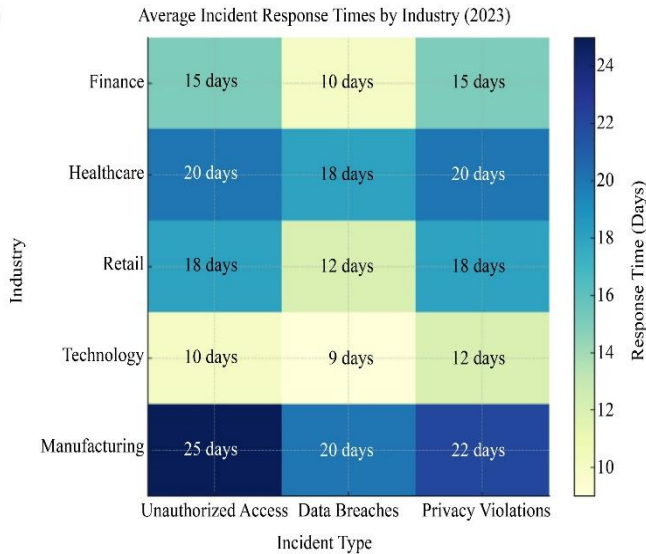 Average Incident Response Times by Industry (2023)
Finance 15 days 10 days 15 days
Healthcare 20 days 18 days 20 days
Retail 18 days 12 days 18 days
Technology 10 days 9 days 12 days
Manufacturing 25 days 20 days 22 days
Unauthorized Access Data Breaches Privacy Violations
Incident Type
Industry
24
22
20
18
16
14
12
10
Response Time (Days)